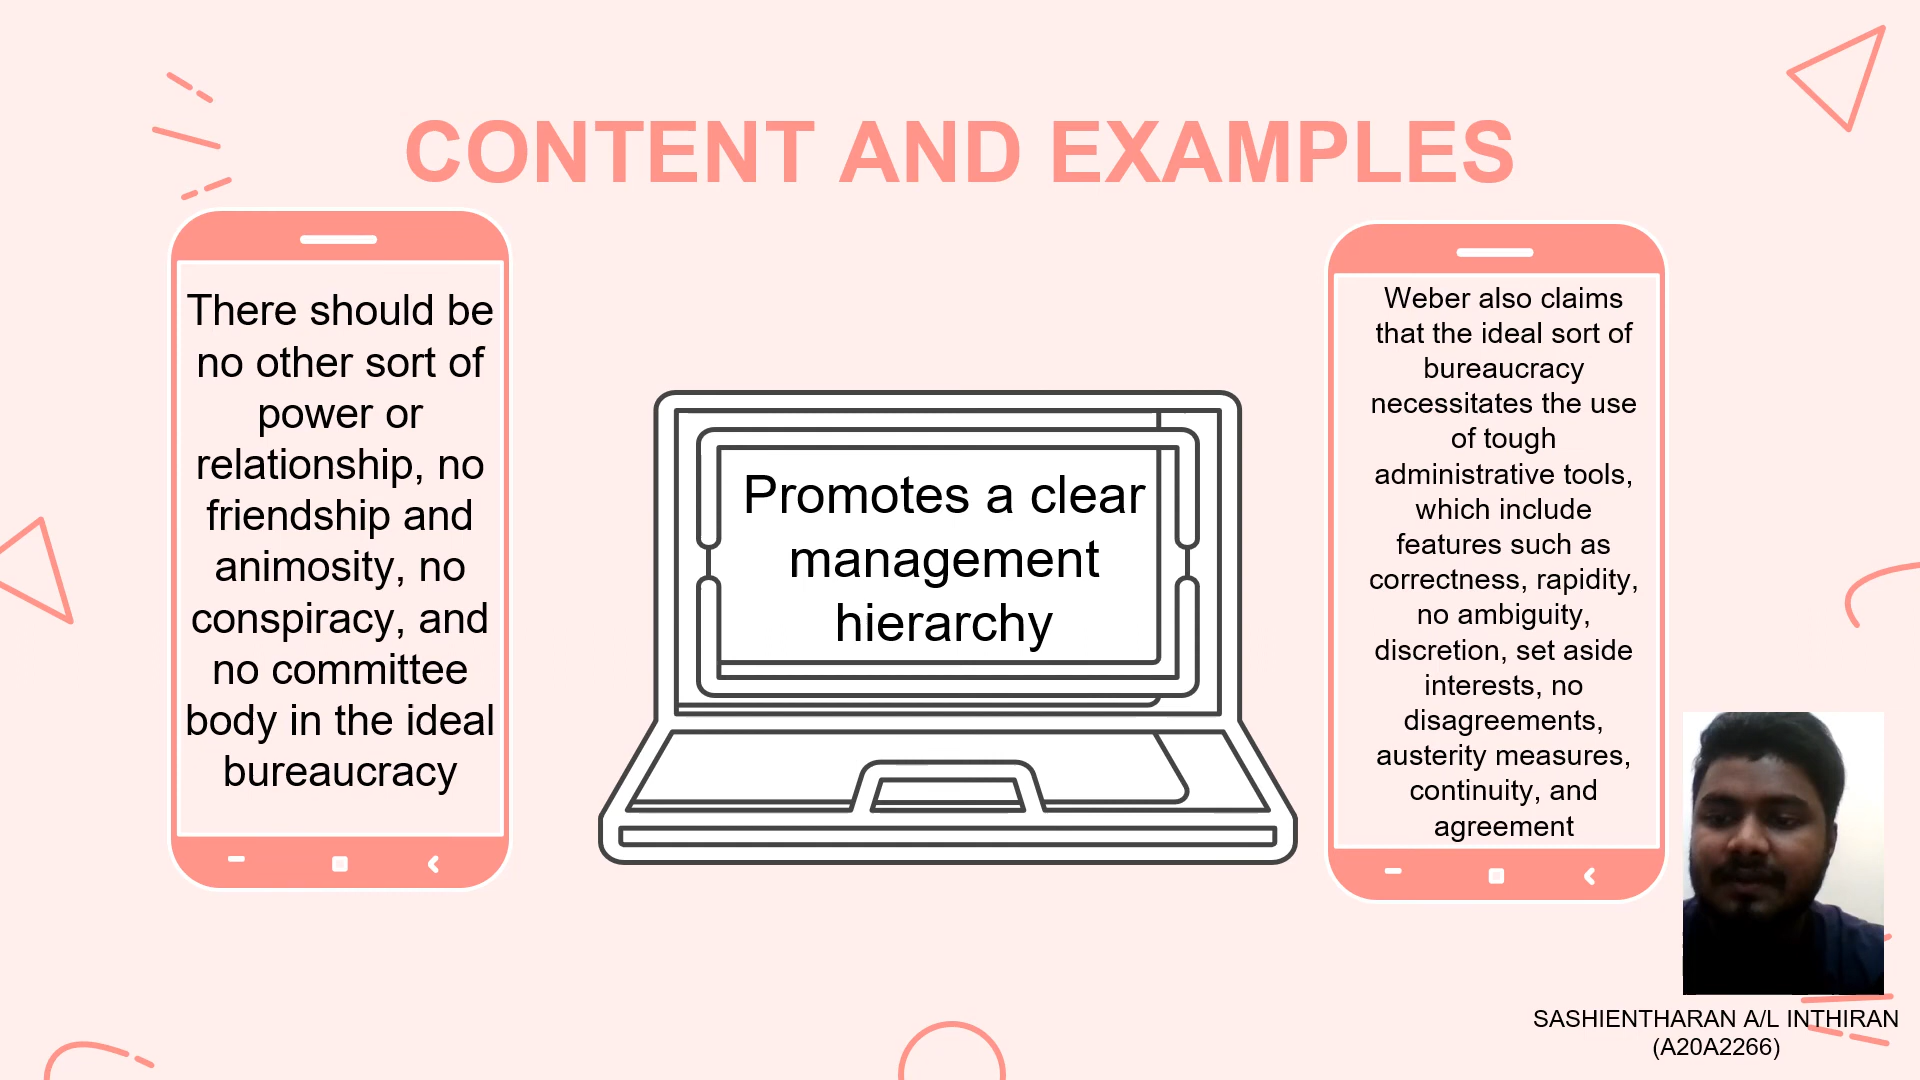 CONTENT AND EXAMPLES
There should be
no other sort of
power or
relationship, no
friendship and
animosity, no
conspiracy, and
no committee
body in the ideal
bureaucracy
Promotes a clear
management
hierarchy
Weber also claims
that the ideal sort of
bureaucracy
necessitates the use
of tough
administrative tools,
which include
features such as
correctness, rapidity,
no ambiguity,
discretion, set aside
interests, no
disagreements,
austerity measures,
continuity, and
agreement
SASHIENTHARAN A/L INTHIRAN
(A20A2266)